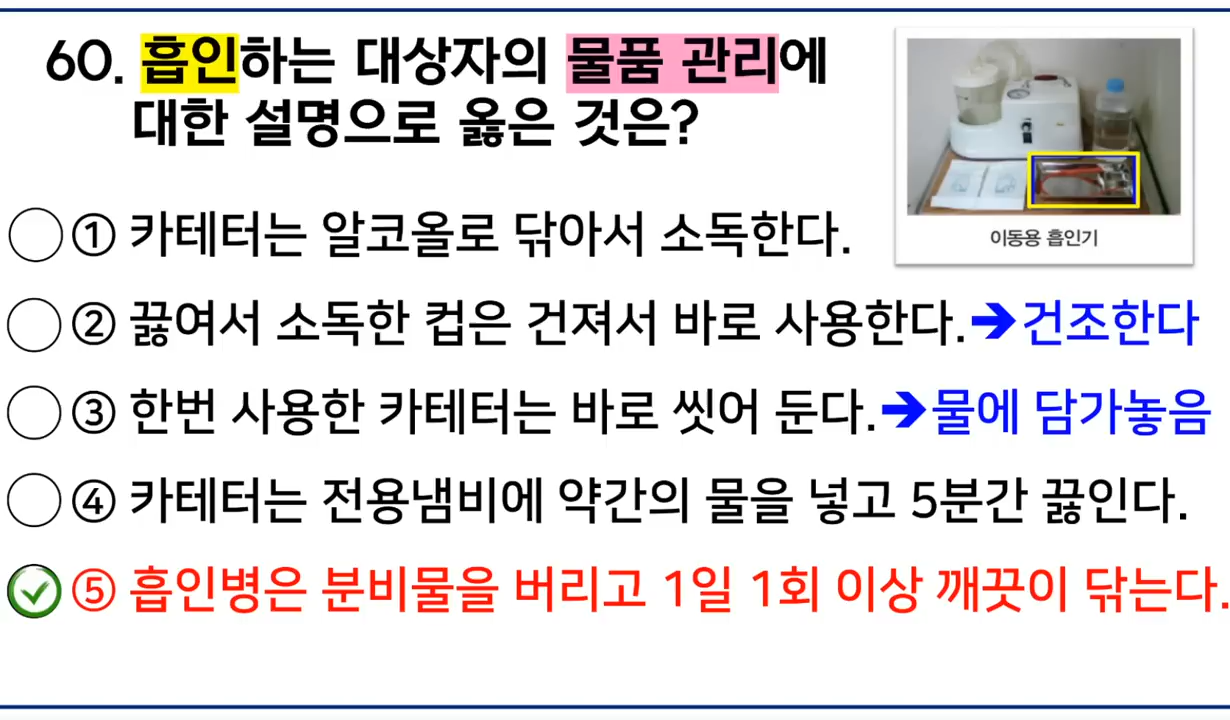 60. 흡인하는 대상자의 물품 관리에
대한 설명으로 옳은 것은?
이동용 흡인기
① 카테터는 알코올로 닦아서 소독한다.
② 끓여서 소독한 컵은 건져서 바로 사용한다.➔건조한다
③ 한번 사용한 카테터는 바로 씻어 둔다.➔물에 담가놓음
④ 카테터는 전용냄비에 약간의 물을 넣고 5분간 끓인다.
⑤ 흡인병은 분비물을 버리고 1일 1회 이상 깨끗이 닦는다.